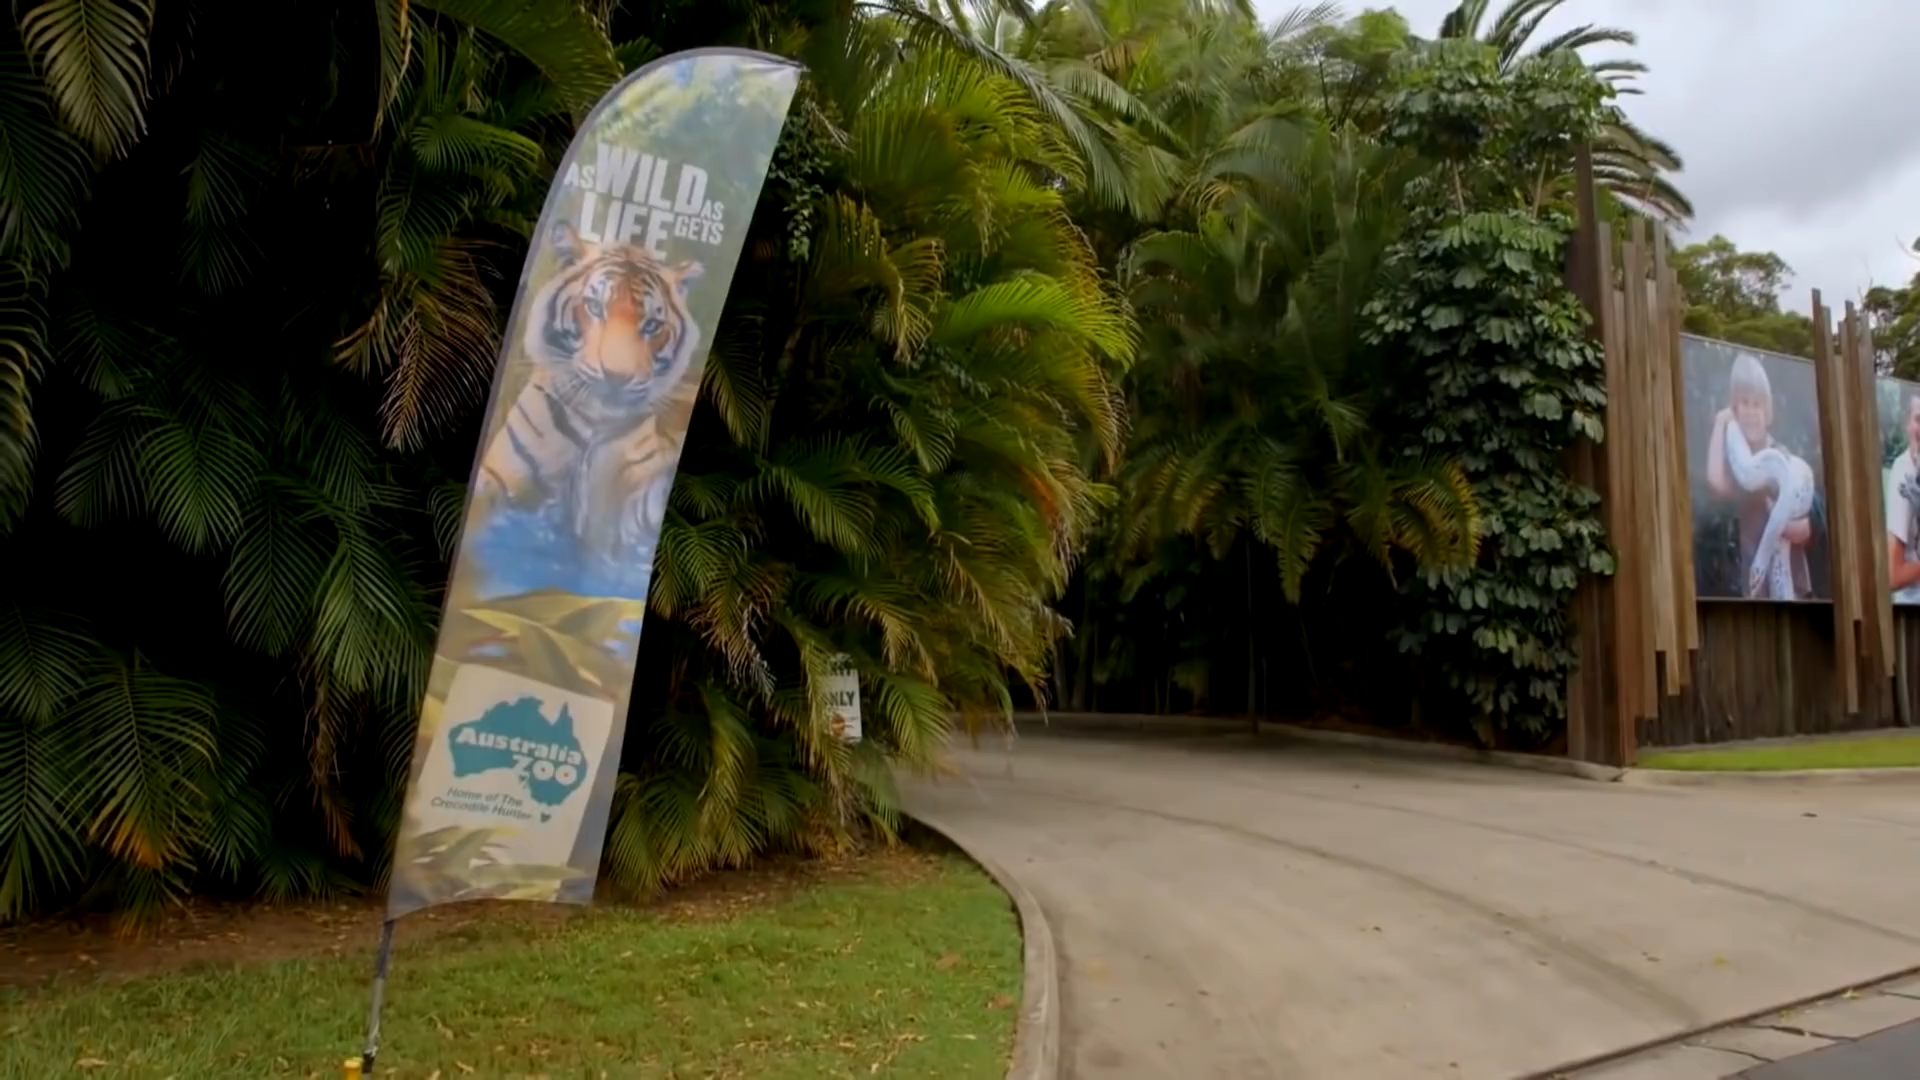 AS WILD AS
LIFE GETS
Australia
ZOO
Home of The
Crocodile Hunter
ONLY